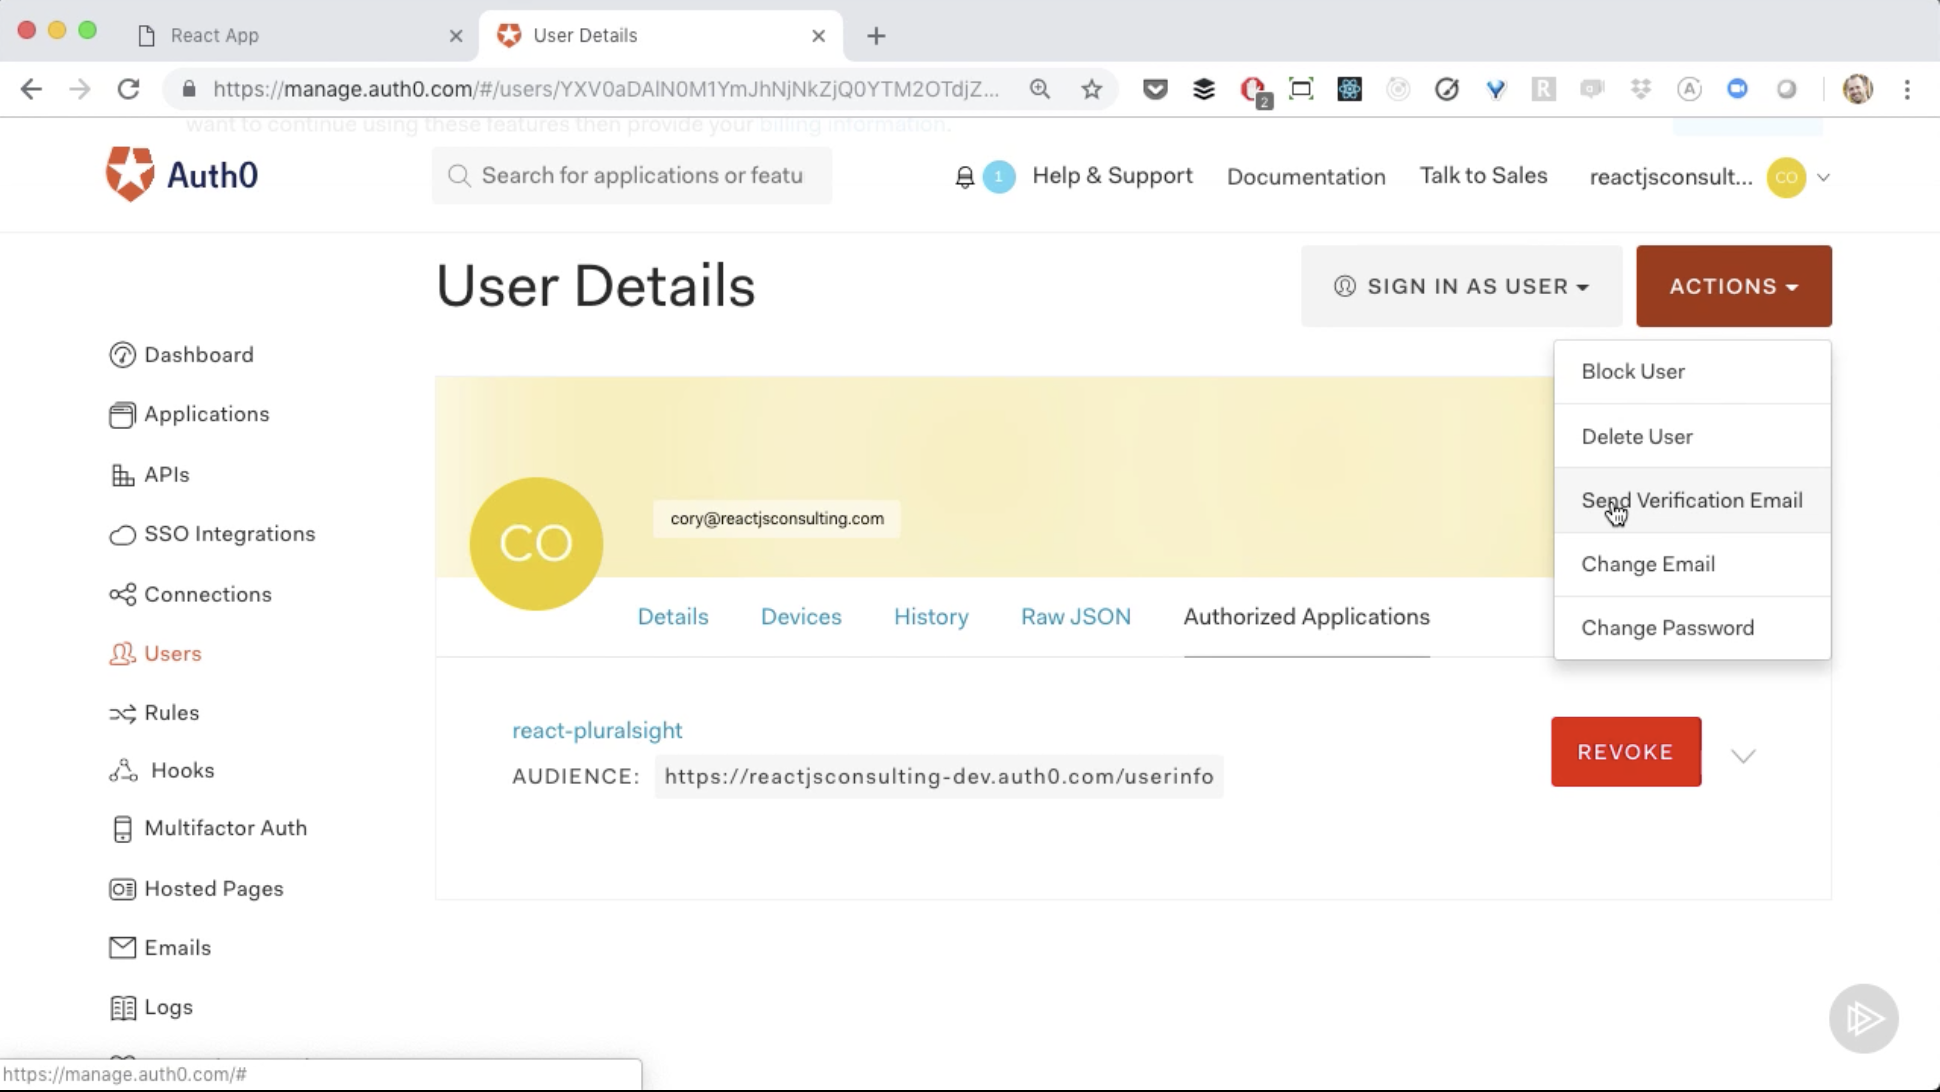 React App
User Details
https://manage.auth0.com/#/users/YXV0aDAlN0M1YmJhNjNkZjQ0YTM2OTdjZ...
2
want to continue using these features then provide your billing information.
Auth0
Search for applications or featu
1
Help & Support
Documentation
Talk to Sales
reactjsconsult...
CO
User Details
SIGN IN AS USER
ACTIONS
Block User
Delete User
Send Verification Email
Change Email
Change Password
Dashboard
Applications
APIs
SSO Integrations
Connections
Users
Rules
Hooks
Multifactor Auth
Hosted Pages
Emails
Logs
CO
cory@reactjsconsulting.com
Details
Devices
History
Raw JSON
Authorized Applications
react-pluralsight
AUDIENCE: https://reactjsconsulting-dev.auth0.com/userinfo
REVOKE
https://manage.auth0.com/#